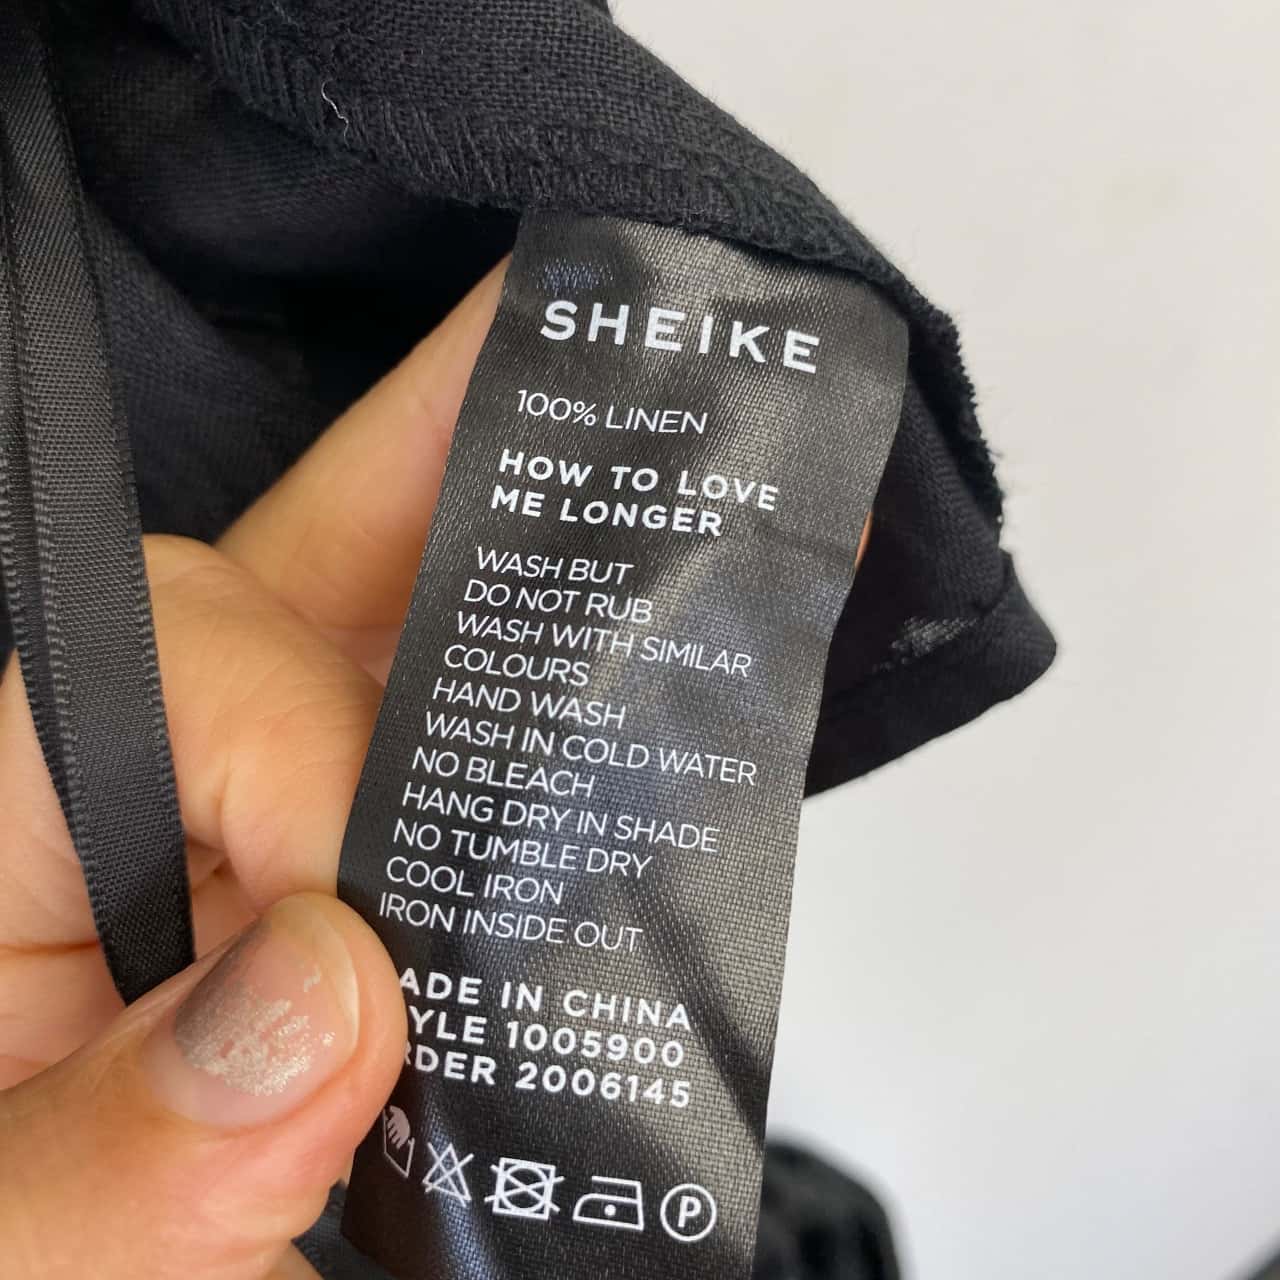 SHEIKE
100% LINEN
HOW TO LOVE
ME LONGER
WASH BUT
DO NOT RUB
WASH WITH SIMILAR
COLOURS
HAND WASH
WASH IN COLD WATER
NO BLEACH
HANG DRY IN SHADE
NO TUMBLE DRY
COOL IRON
IRON INSIDE OUT
ADE IN CHINA
YLE 1005900
RDER 2006145
P